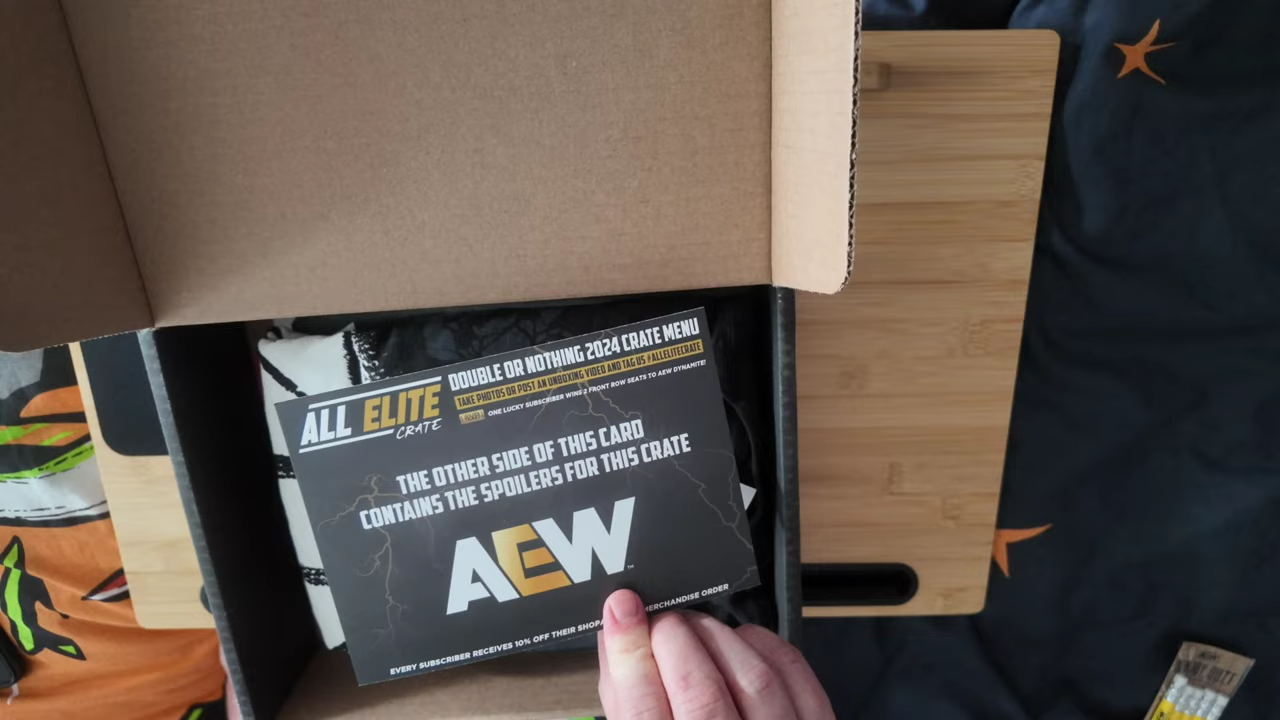 DOUBLE OR NOTHING 2024 CRATE MENU
TAKE PHOTOS OR POST AN UNBOXING VIDEO AND TAG US #ALLELITECRATE
ONE LUCKY SUBSCRIBER WINS 2 FRONT ROW SEATS TO AEW DYNAMITE!
ALL ELITE
CRATE
THE OTHER SIDE OF THIS CARD
CONTAINS THE SPOILERS FOR THIS CRATE
AEW™
EVERY SUBSCRIBER RECEIVES 10% OFF THEIR SHOPA MERCHANDISE ORDER